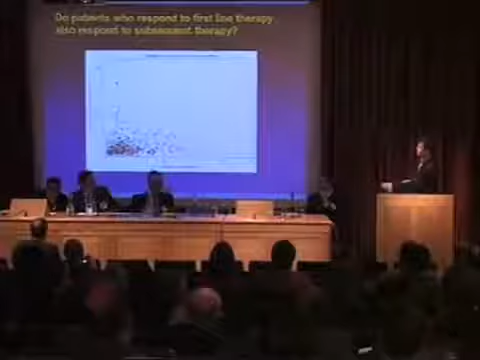 Do patients who respond to first line therapy
also respond to subsequent therapy?